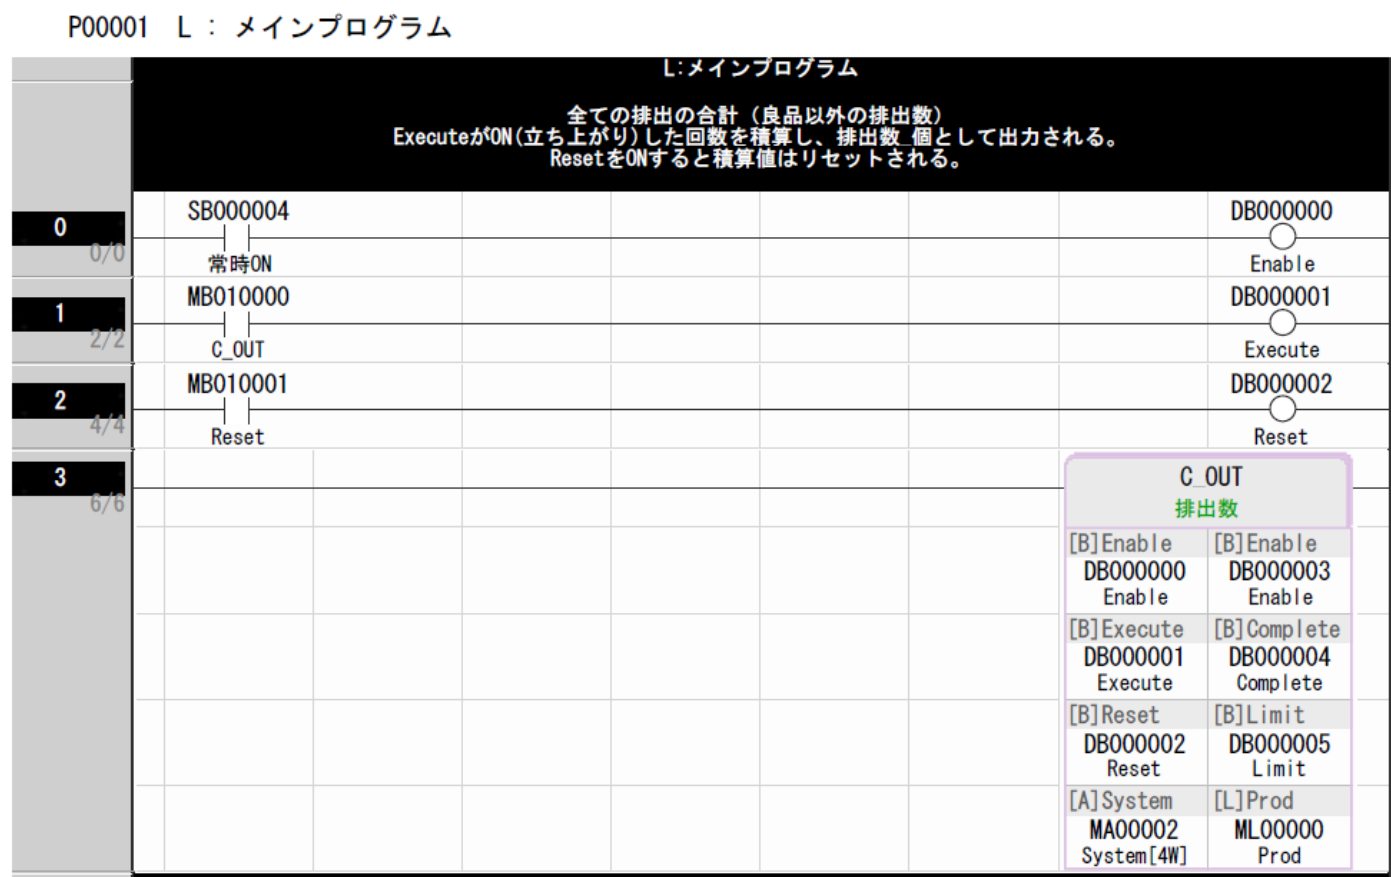 P00001 L : メインプログラム
L:メインプログラム
全ての排出の合計（良品以外の排出数）
ExecuteがON(立ち上がり)した回数を積算し、排出数_個として出力される。
ResetをONすると積算値はリセットされる。
0
0/0
SB000004
常時ON
DB000000
Enable
1
2/2
MB010000
C_OUT
DB000001
Execute
2
4/4
MB010001
Reset
DB000002
Reset
3
6/6
C_OUT
排出数
[B]Enable [B]Enable
DB000000 DB000003
Enable Enable
[B]Execute [B]Complete
DB000001 DB000004
Execute Complete
[B]Reset [B]Limit
DB000002 DB000005
Reset Limit
[A]System [L]Prod
MA00002 ML00000
System[4W] Prod